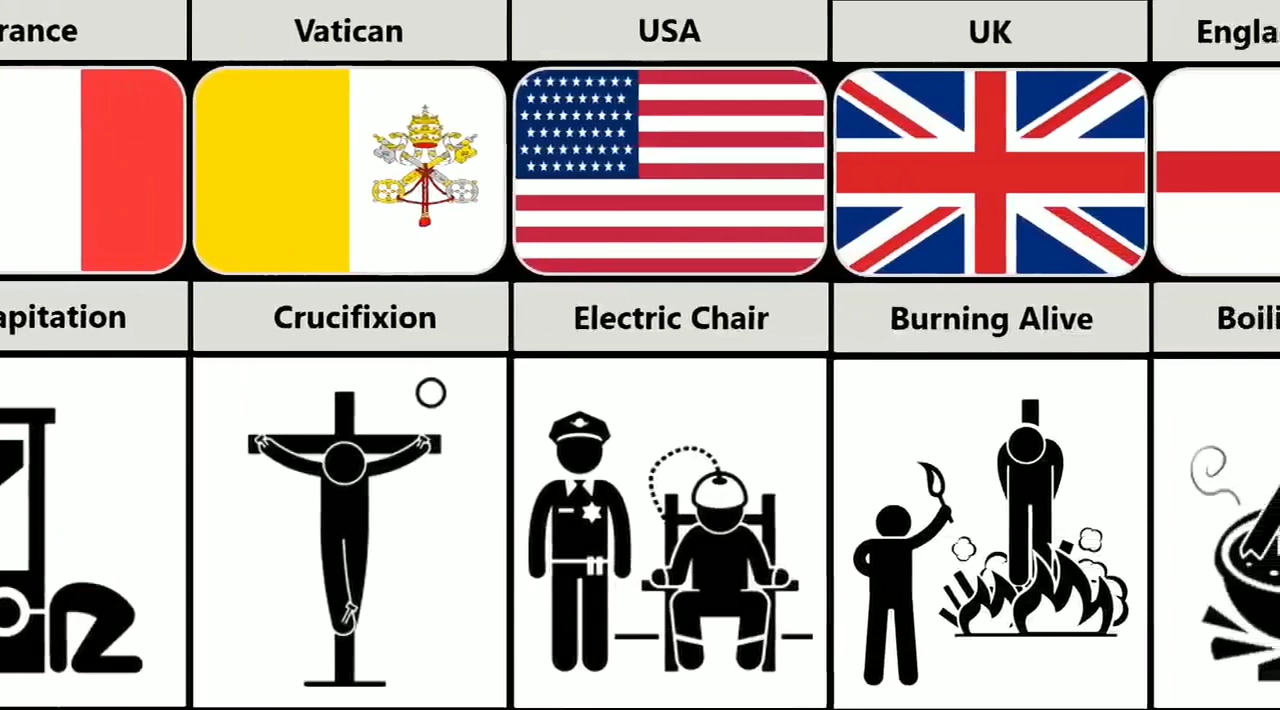 rance Vatican USA UK Engla
apitation Crucifixion Electric Chair Burning Alive Boili